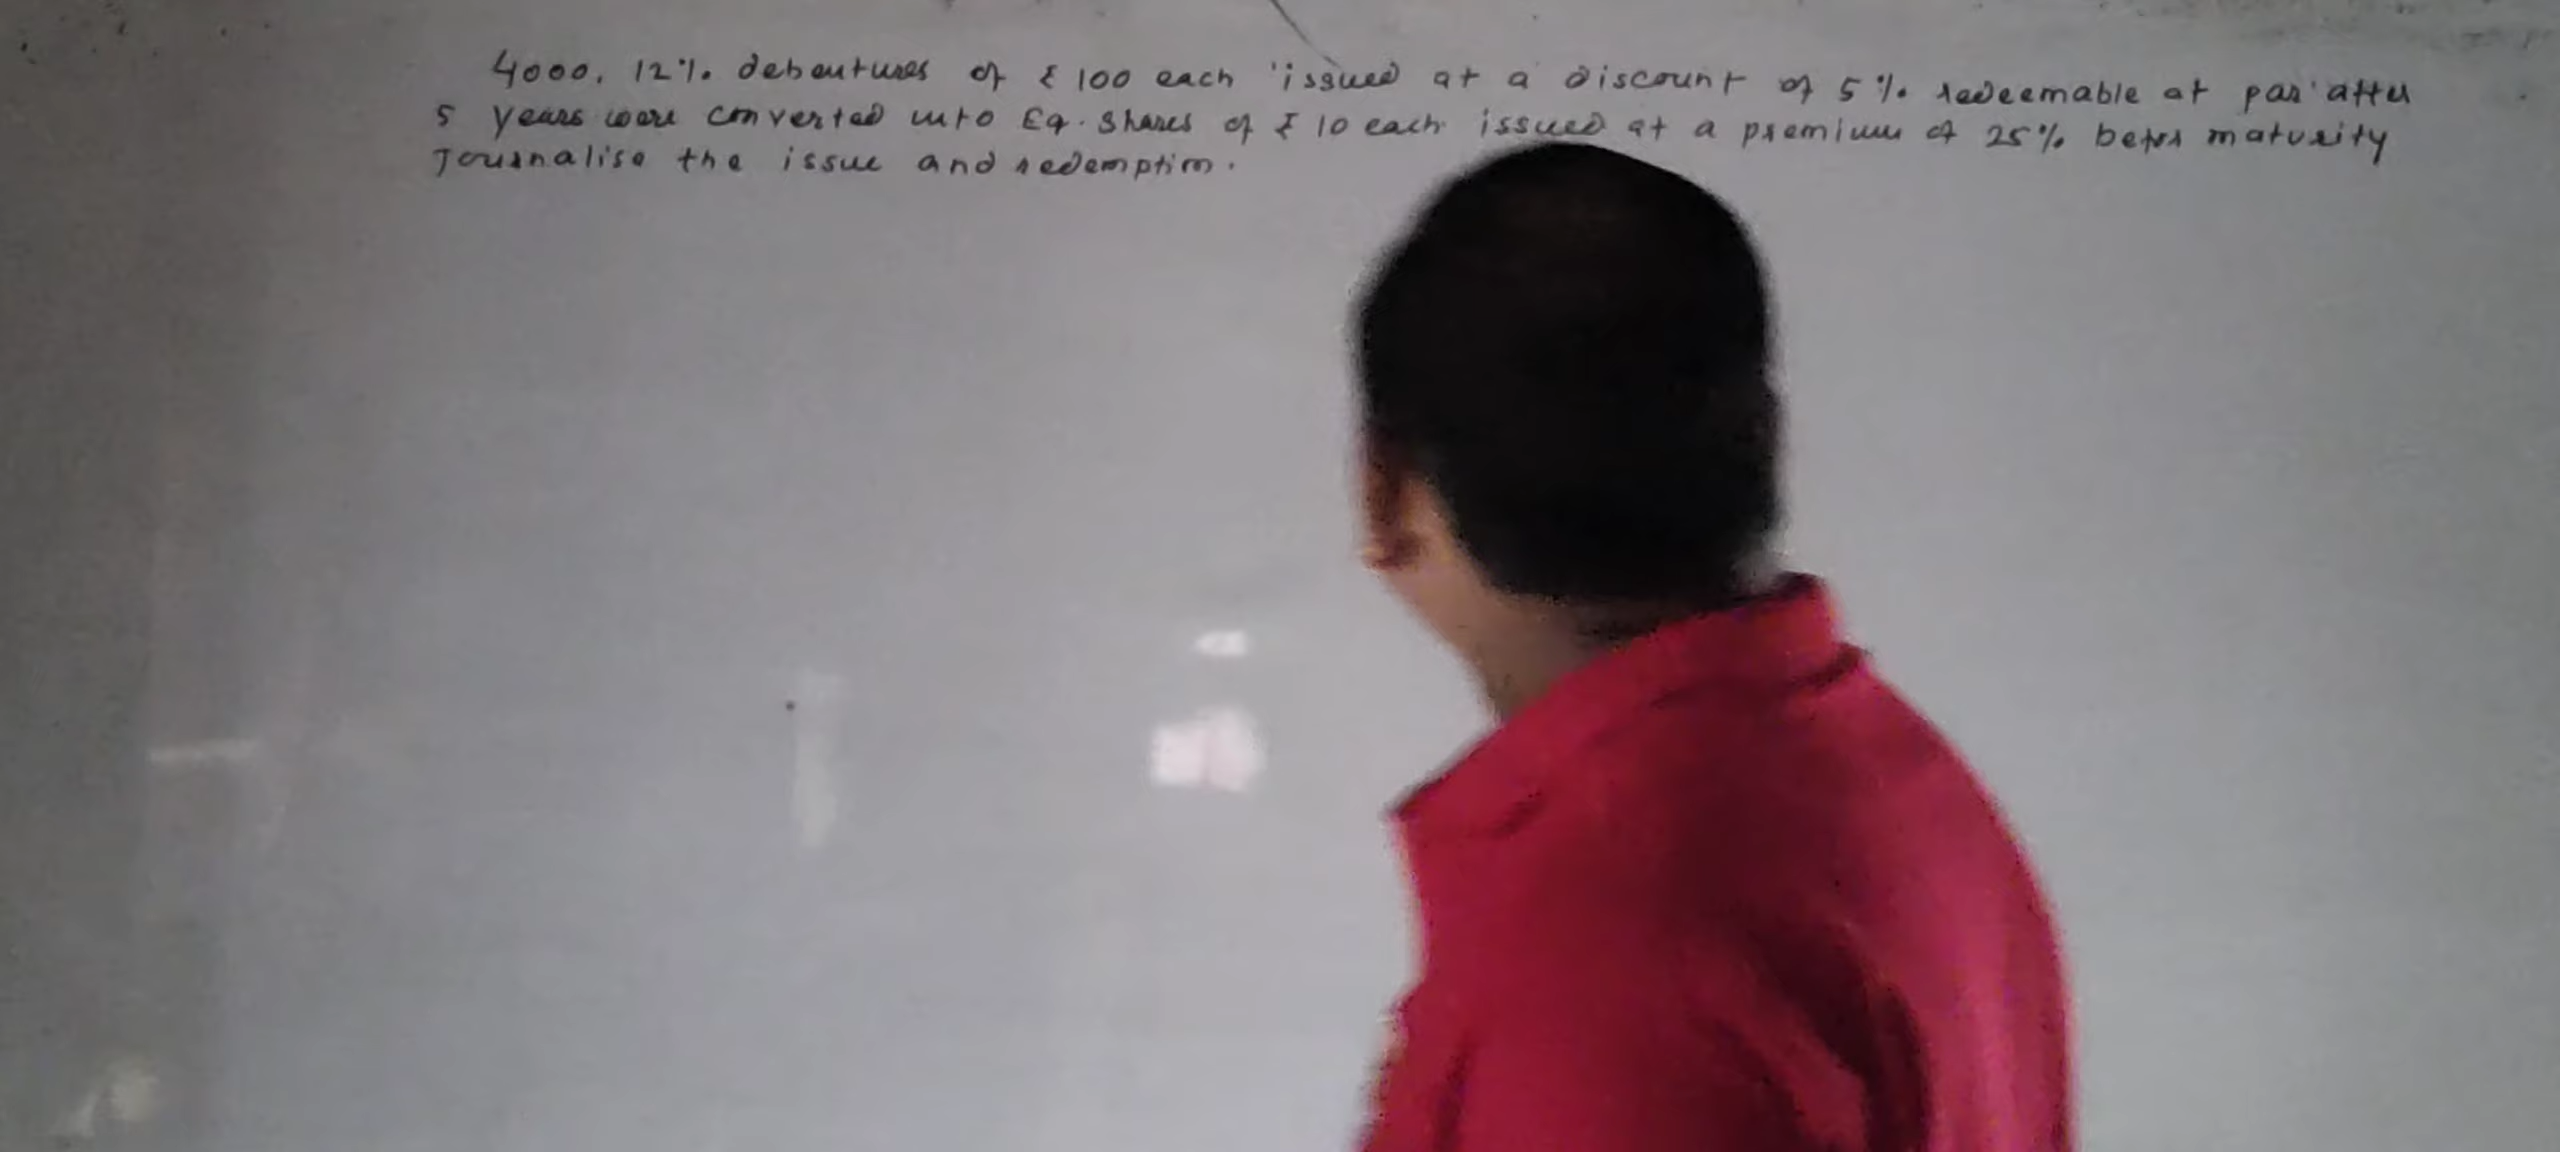 4000, 12% debentures of ₹ 100 each issued at a discount of 5% redeemable at par after
5 years were converted into Eq. Shares of ₹ 10 each issued at a premium of 25% before maturity
Journalise the issue and redemption.